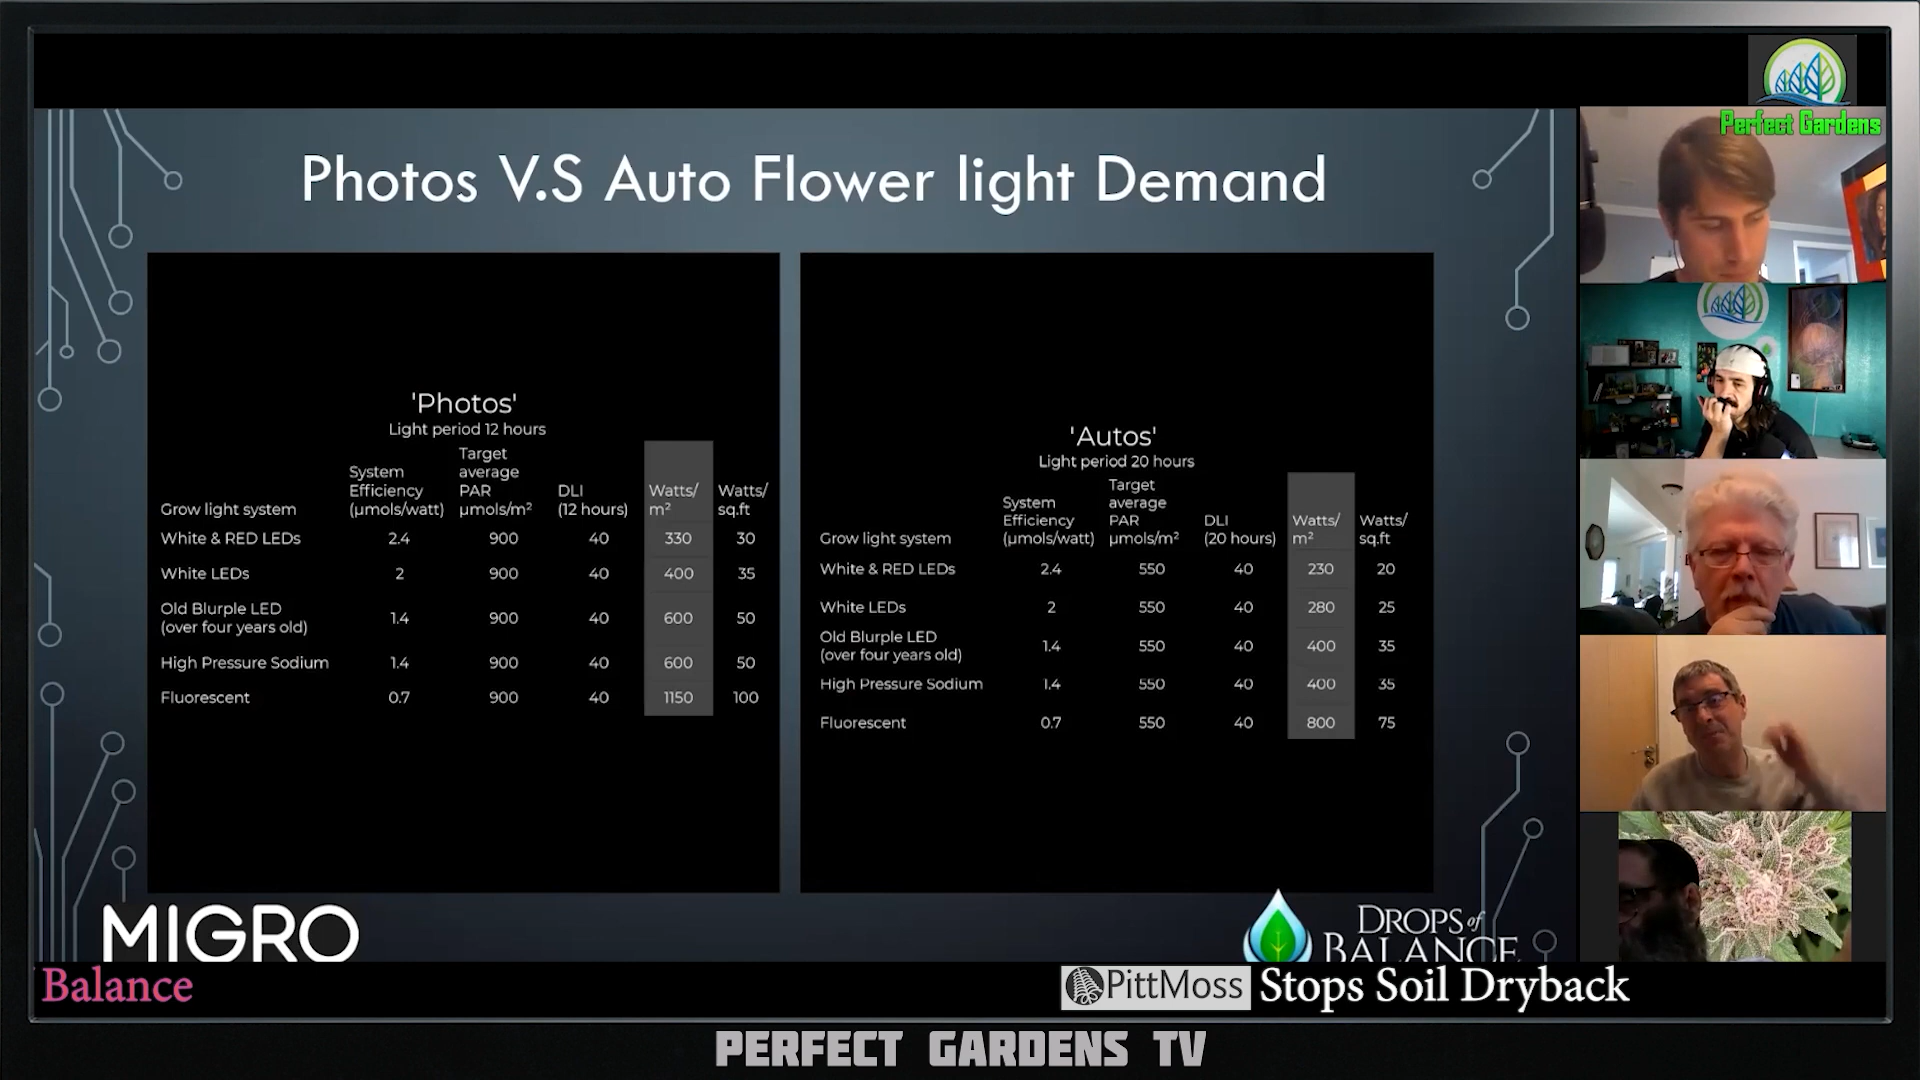 Perfect Gardens
Photos V.S Auto Flower light Demand
'Photos'
Light period 12 hours
Grow light system
System Efficiency (µmols/watt)
Target average PAR µmols/m²
DLI (12 hours)
Watts/ m²
Watts/ sq.ft
White & RED LEDs 2.4 900 40 330 30
White LEDs 2 900 40 400 35
Old Blurple LED (over four years old) 1.4 900 40 600 50
High Pressure Sodium 1.4 900 40 600 50
Fluorescent 0.7 900 40 1150 100
'Autos'
Light period 20 hours
Grow light system
System Efficiency (µmols/watt)
Target average PAR µmols/m²
DLI (20 hours)
Watts/ m²
Watts/ sq.ft
White & RED LEDs 2.4 550 40 230 20
White LEDs 2 550 40 280 25
Old Blurple LED (over four years old) 1.4 550 40 400 35
High Pressure Sodium 1.4 550 40 400 35
Fluorescent 0.7 550 40 800 75
MIGRO
DROPS of
BALANCE
Balance
PittMoss Stops Soil Dryback
PERFECT GARDENS TV